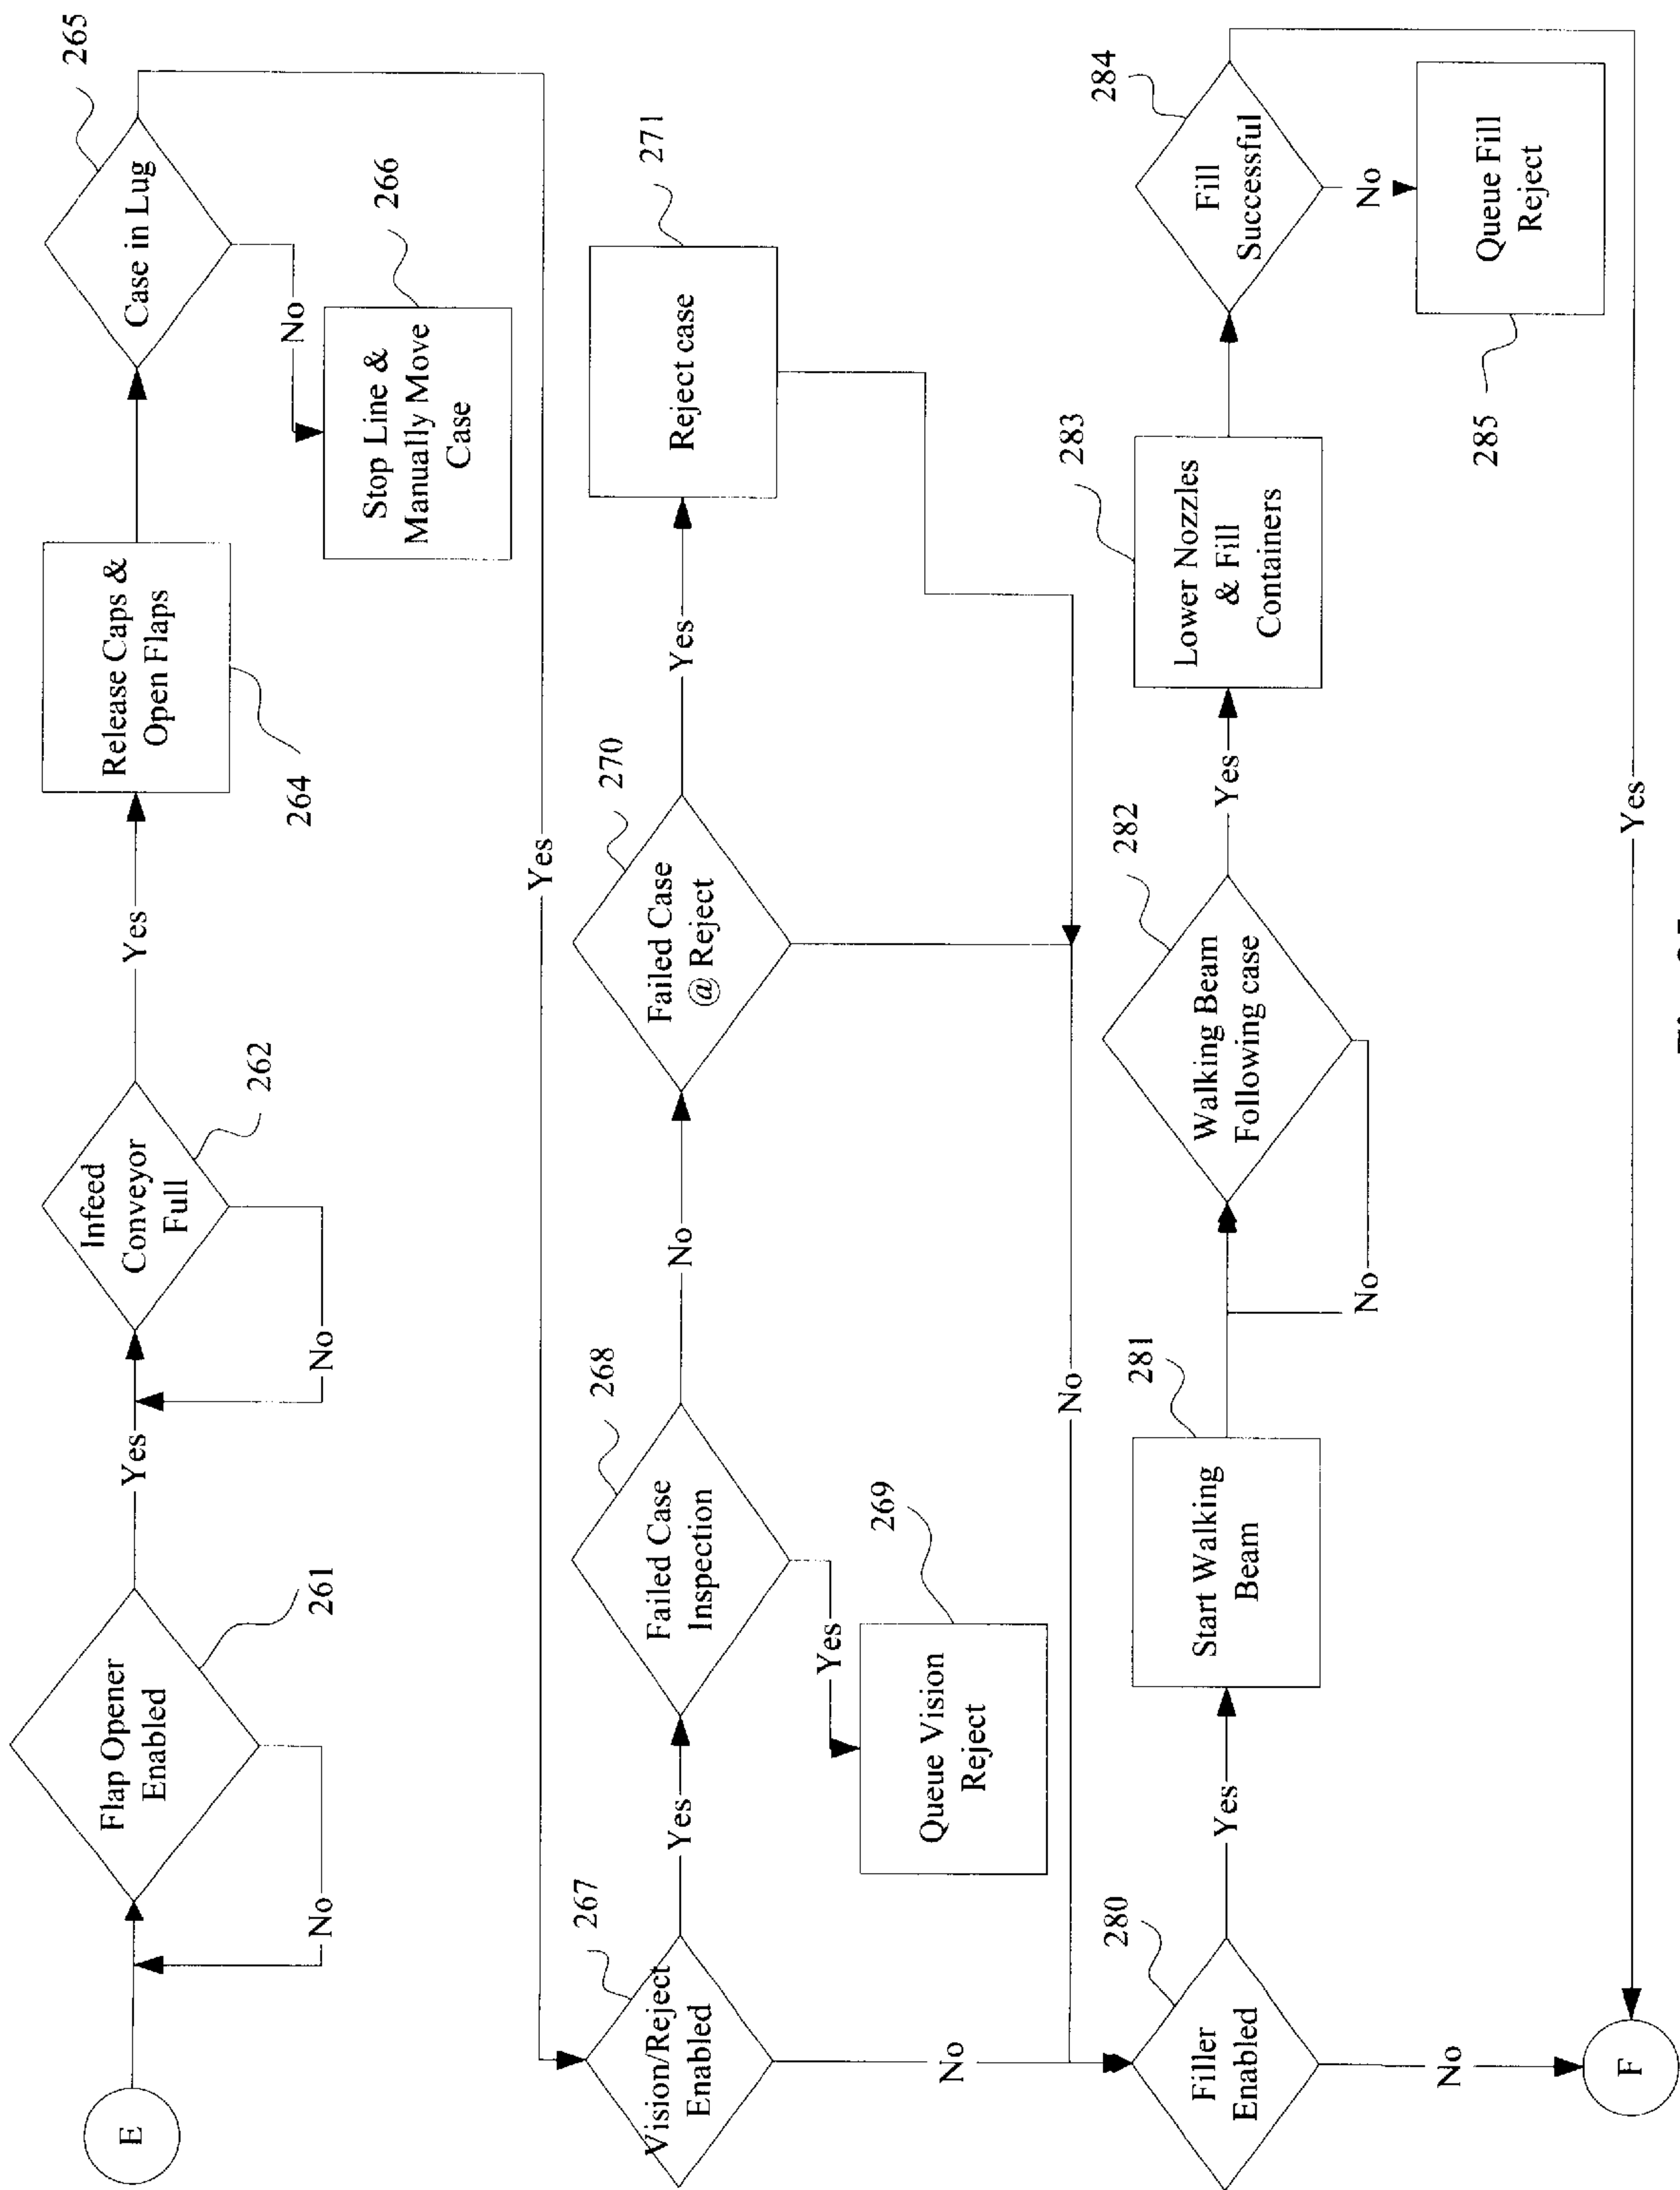 E
Flap Opener
Enabled
261
No
Yes
Infeed
Conveyor
Full
262
No
Yes
Release Caps &
Open Flaps
264
Case in Lug
265
No
Stop Line &
Manually Move
Case
266
Yes
Vision/Reject
Enabled
267
Yes
Failed Case
Inspection
268
Yes
Queue Vision
Reject
269
No
Failed Case
@ Reject
270
Yes
Reject case
271
No
No
Filler
Enabled
280
Yes
Start Walking
Beam
281
Walking Beam
Following case
282
No
Yes
Lower Nozzles
& Fill
Containers
283
Fill
Successful
284
No
Queue Fill
Reject
285
Yes
No
F